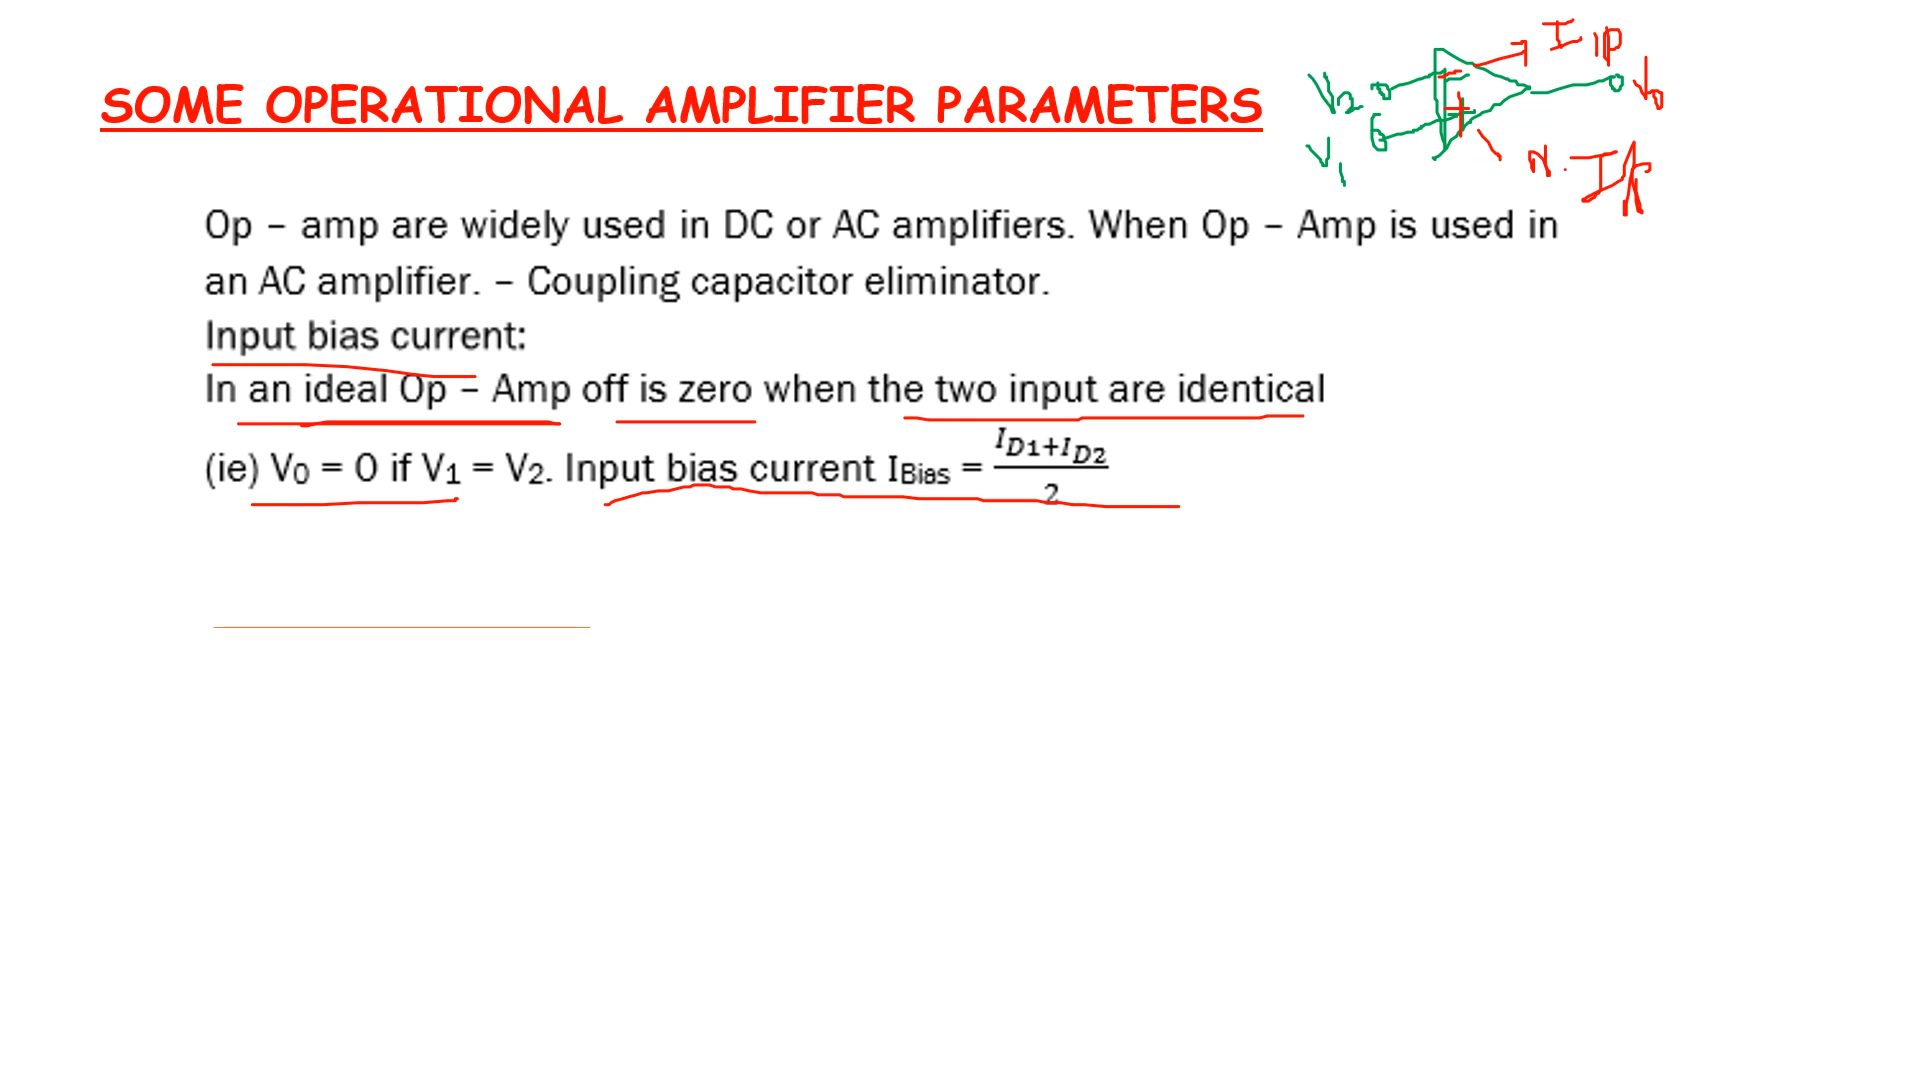 SOME OPERATIONAL AMPLIFIER PARAMETERS
I IP
V2
V0
V1
Op – amp are widely used in DC or AC amplifiers. When Op – Amp is used in
an AC amplifier. – Coupling capacitor eliminator.
Input bias current:
In an ideal Op – Amp off is zero when the two input are identical
(ie) V0 = 0 if V1 = V2. Input bias current IBias = (ID1+ID2)/2